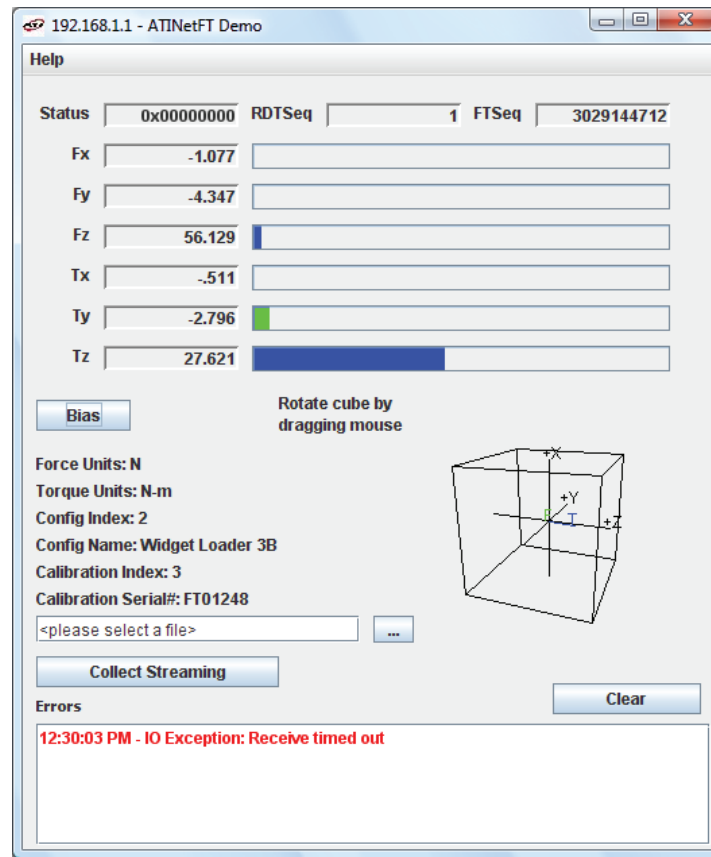 192.168.1.1 - ATINetFT Demo
Help
Status 0x00000000 RDTSeq 1 FTSeq 3029144712
Fx -1.077
Fy -4.347
Fz 56.129
Tx -.511
Ty -2.796
Tz 27.621
Bias
Rotate cube by
dragging mouse
Force Units: N
Torque Units: N-m
Config Index: 2
Config Name: Widget Loader 3B
Calibration Index: 3
Calibration Serial#: FT01248
+X
+Y
F
T
+Z
<please select a file> ...
Collect Streaming
Clear
Errors
12:30:03 PM - IO Exception: Receive timed out